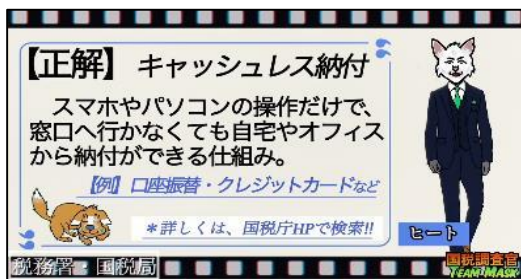 【正解】 キャッシュレス納付
スマホやパソコンの操作だけで、
窓口へ行かなくても自宅やオフィス
から納付ができる仕組み。
【例】 口座振替・クレジットカードなど
＊詳しくは、国税庁HPで検索!!
ヒート
税務署・国税局
国税調査官
TEAM MASK